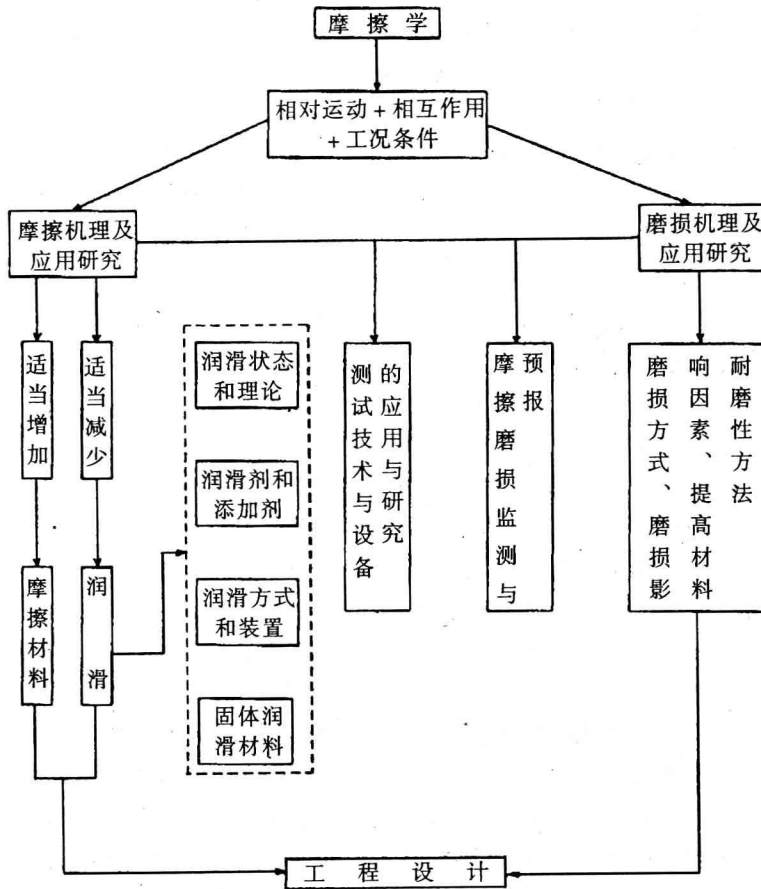 摩擦学
相对运动+相互作用
+工况条件
摩擦机理及
应用研究
磨损机理及
应用研究
适当增加
适当减少
润滑状态
和理论
润滑剂和
添加剂
润滑方式
和装置
固体润
滑材料
测试技术与设备
的应用与研究
摩擦磨损监测与
预报
磨损方式、磨损影
响因素、提高材料
耐磨性方法
摩擦材料
润滑
工程设计